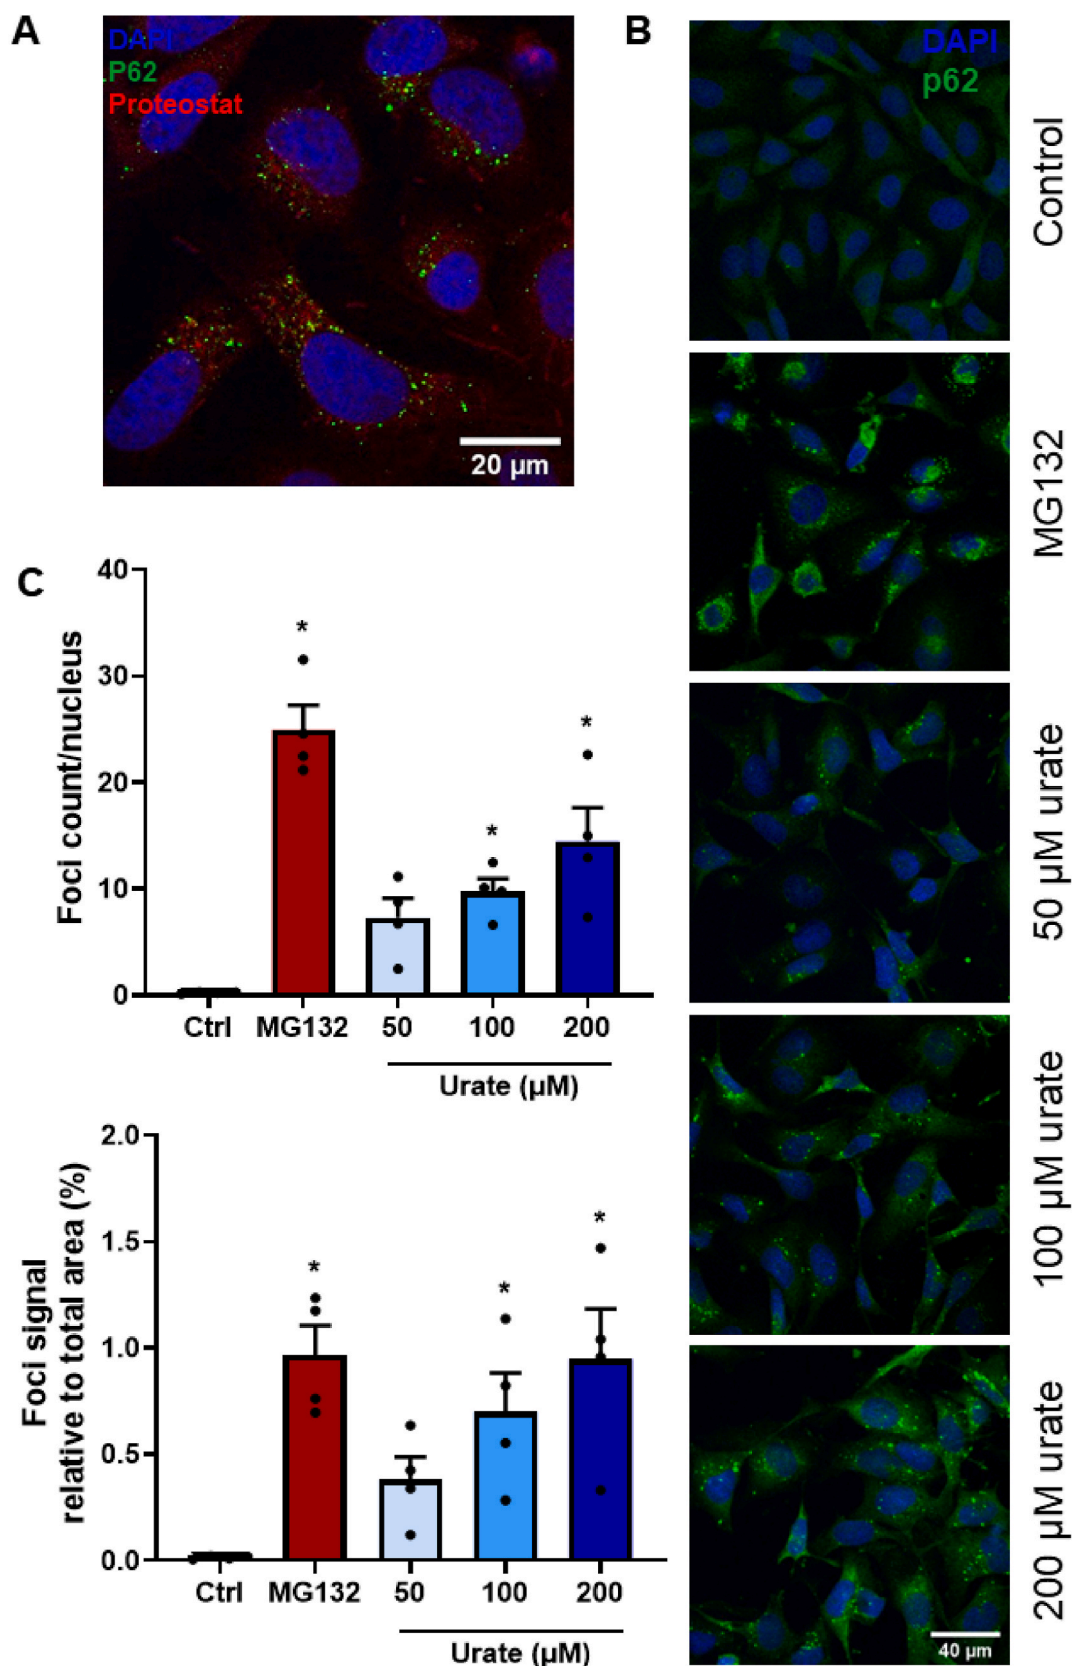 A
DAPI
P62
Proteostat
20 µm
B
DAPI
p62
Control
MG132
50 µM urate
100 µM urate
200 µM urate
40 µm
C
Foci count/nucleus
40
30
20
10
0
*
*
*
Ctrl MG132 50 100 200
Urate (µM)
Foci signal
relative to total area (%)
2.0
1.5
1.0
0.5
0.0
*
*
*
Ctrl MG132 50 100 200
Urate (µM)